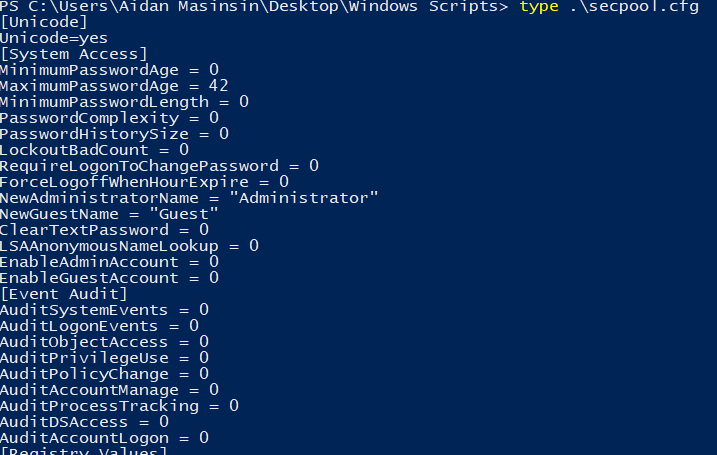 PS C:\Users\Aidan Masinsin\Desktop\Windows Scripts> type .\secpool.cfg
[Unicode]
Unicode=yes
[System Access]
MinimumPasswordAge = 0
MaximumPasswordAge = 42
MinimumPasswordLength = 0
PasswordComplexity = 0
PasswordHistorySize = 0
LockoutBadCount = 0
RequireLogonToChangePassword = 0
ForceLogoffWhenHourExpire = 0
NewAdministratorName = "Administrator"
NewGuestName = "Guest"
ClearTextPassword = 0
LSAAnonymousNameLookup = 0
EnableAdminAccount = 0
EnableGuestAccount = 0
[Event Audit]
AuditSystemEvents = 0
AuditLogonEvents = 0
AuditObjectAccess = 0
AuditPrivilegeUse = 0
AuditPolicyChange = 0
AuditAccountManage = 0
AuditProcessTracking = 0
AuditDSAccess = 0
AuditAccountLogon = 0
[Registry Values]